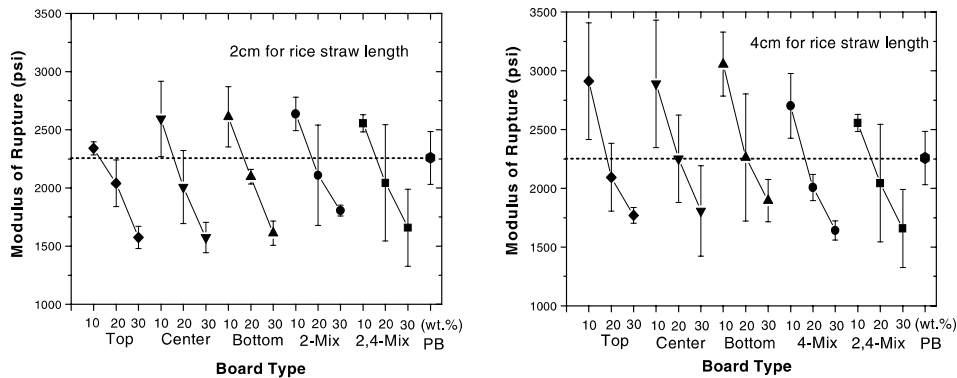 3500
3000
2500
2000
1500
1000
Modulus of Rupture (psi)
2cm for rice straw length
10 20 30 10 20 30 10 20 30 10 20 30 10 20 30 (wt.%)
Top Center Bottom 2-Mix 2,4-Mix PB
Board Type
3500
3000
2500
2000
1500
1000
Modulus of Rupture (psi)
4cm for rice straw length
10 20 30 10 20 30 10 20 30 10 20 30 10 20 30 (wt.%)
Top Center Bottom 4-Mix 2,4-Mix PB
Board Type